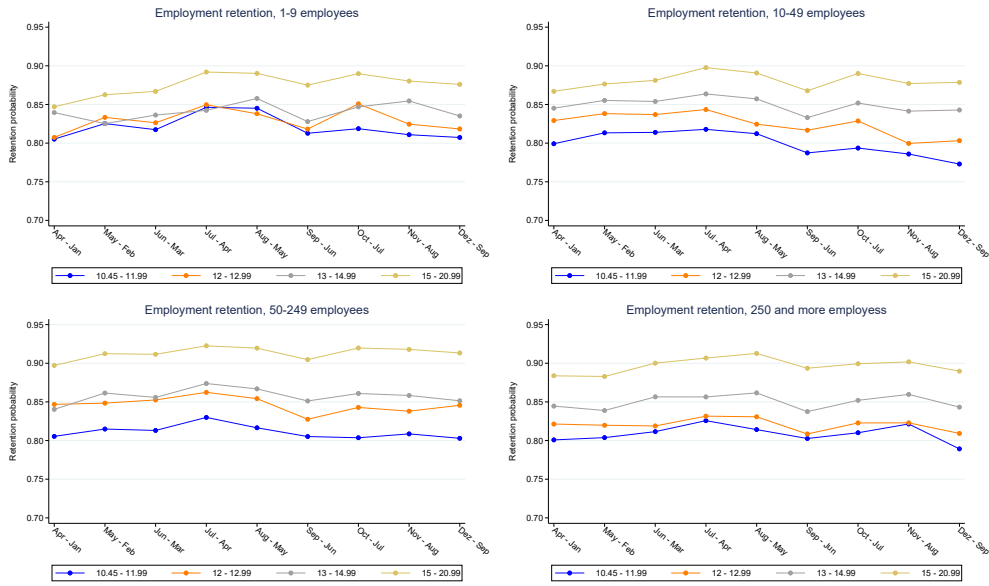 Employment retention, 1-9 employees
Retention probability
0.95
0.90
0.85
0.80
0.75
0.70
Apr - Jan
May - Feb
Jun - Mar
Jul - Apr
Aug - May
Sep - Jun
Oct - Jul
Nov - Aug
Dez - Sep
10.45 - 11.99 12 - 12.99 13 - 14.99 15 - 20.99
Employment retention, 10-49 employees
Retention probability
0.95
0.90
0.85
0.80
0.75
0.70
Apr - Jan
May - Feb
Jun - Mar
Jul - Apr
Aug - May
Sep - Jun
Oct - Jul
Nov - Aug
Dez - Sep
10.45 - 11.99 12 - 12.99 13 - 14.99 15 - 20.99
Employment retention, 50-249 employees
Retention probability
0.95
0.90
0.85
0.80
0.75
0.70
Apr - Jan
May - Feb
Jun - Mar
Jul - Apr
Aug - May
Sep - Jun
Oct - Jul
Nov - Aug
Dez - Sep
10.45 - 11.99 12 - 12.99 13 - 14.99 15 - 20.99
Employment retention, 250 and more employess
Retention probability
0.95
0.90
0.85
0.80
0.75
0.70
Apr - Jan
May - Feb
Jun - Mar
Jul - Apr
Aug - May
Sep - Jun
Oct - Jul
Nov - Aug
Dez - Sep
10.45 - 11.99 12 - 12.99 13 - 14.99 15 - 20.99